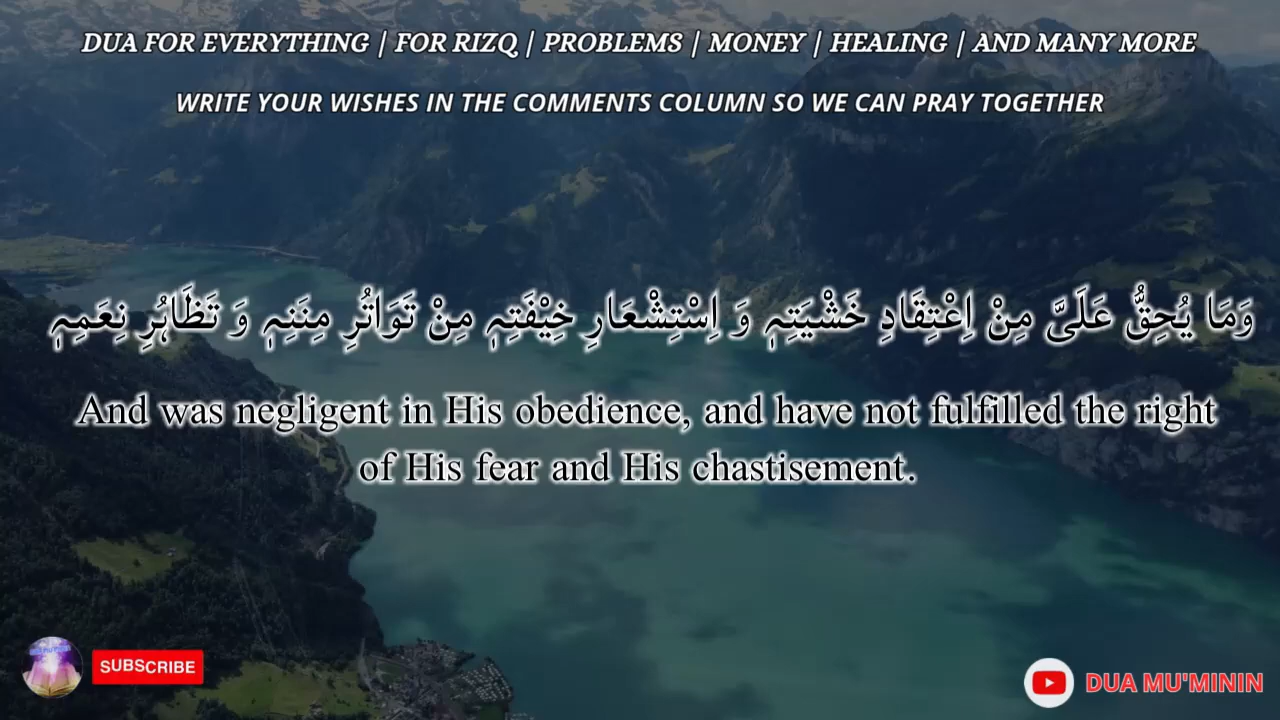 DUA FOR EVERYTHING | FOR RIZQ | PROBLEMS | MONEY | HEALING | AND MANY MORE
WRITE YOUR WISHES IN THE COMMENTS COLUMN SO WE CAN PRAY TOGETHER
وَمَا يُحِقُّ عَلَىَّ مِنْ اِعْتِقَادِ خَشْيَتِہٖ وَ اِسْتِشْعَارِ خِيْفَتِہٖ مِنْ تَوَاتُرِ مِنَنِہٖ وَ تَظَاہُرِ نِعَمِہٖ
And was negligent in His obedience, and have not fulfilled the right
of His fear and His chastisement.
SUBSCRIBE
DUA MU'MININ